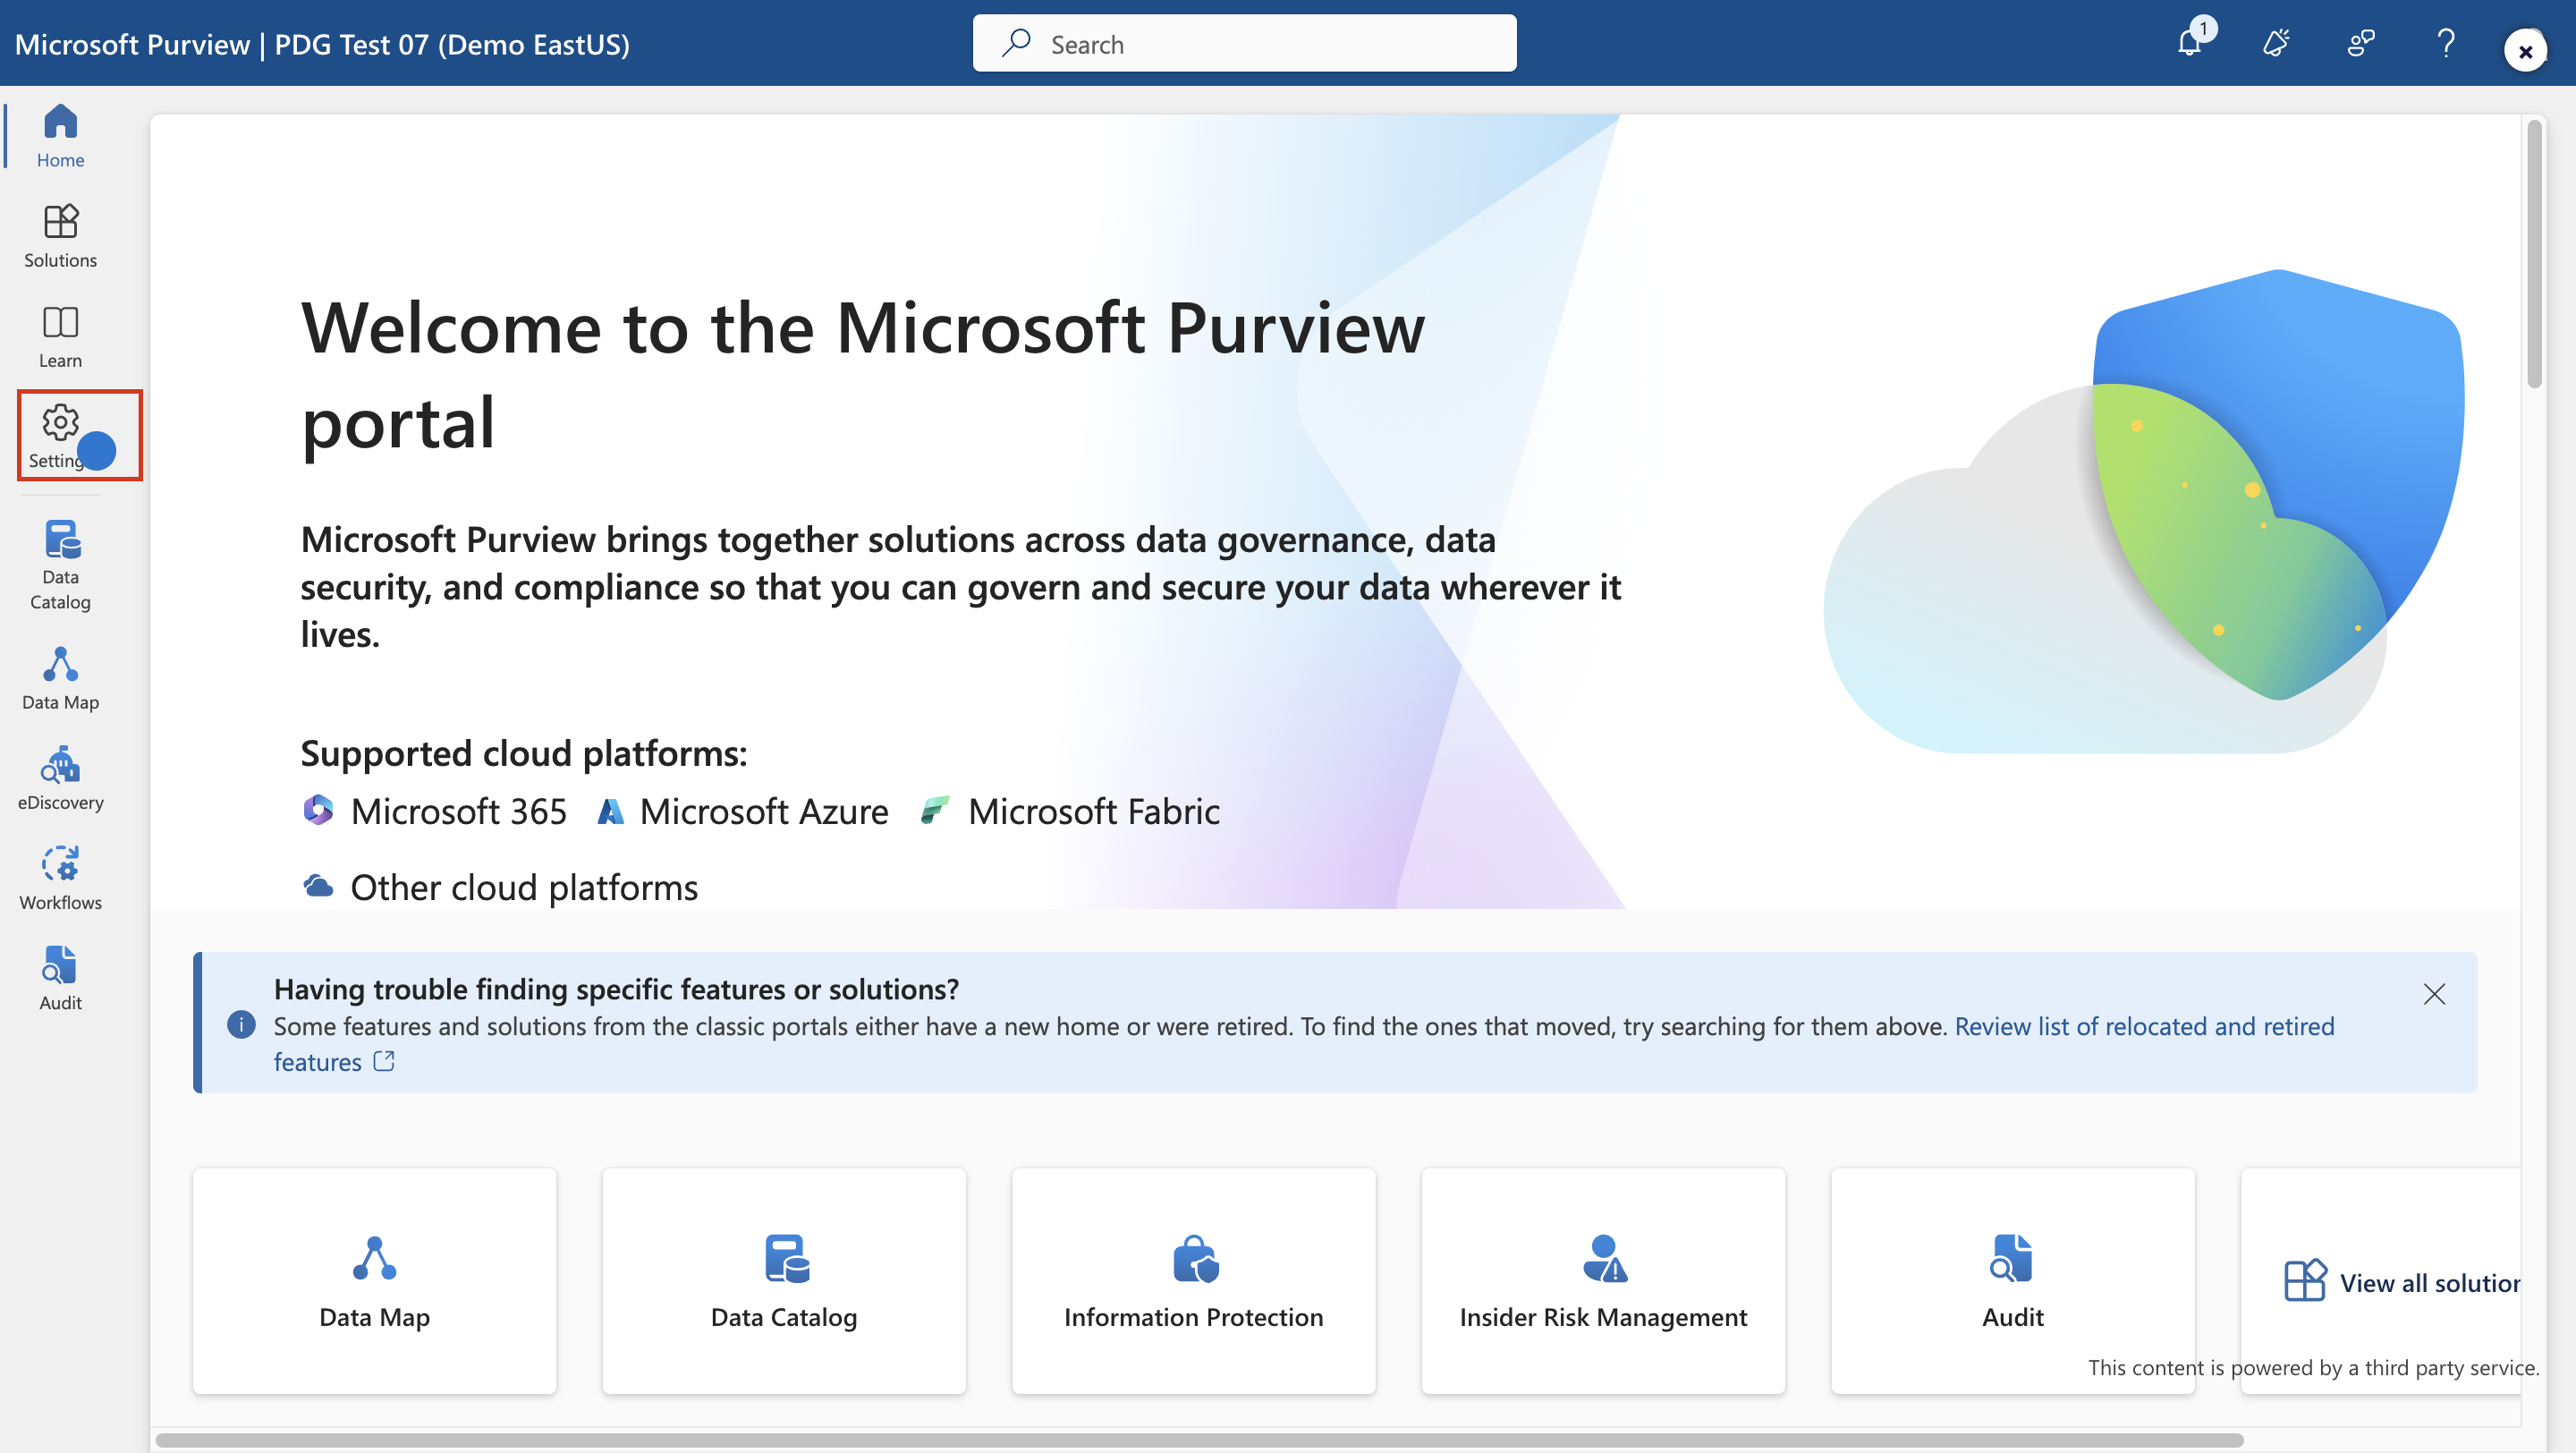 Microsoft Purview | PDG Test 07 (Demo EastUS)
Search
1
Home
Solutions
Learn
Setting
Data
Catalog
Data Map
eDiscovery
Workflows
Audit
Welcome to the Microsoft Purview
portal
Microsoft Purview brings together solutions across data governance, data
security, and compliance so that you can govern and secure your data wherever it
lives.
Supported cloud platforms:
Microsoft 365 Microsoft Azure Microsoft Fabric
Other cloud platforms
Having trouble finding specific features or solutions?
Some features and solutions from the classic portals either have a new home or were retired. To find the ones that moved, try searching for them above. Review list of relocated and retired
features
Data Map
Data Catalog
Information Protection
Insider Risk Management
Audit
View all solution
This content is powered by a third party service.